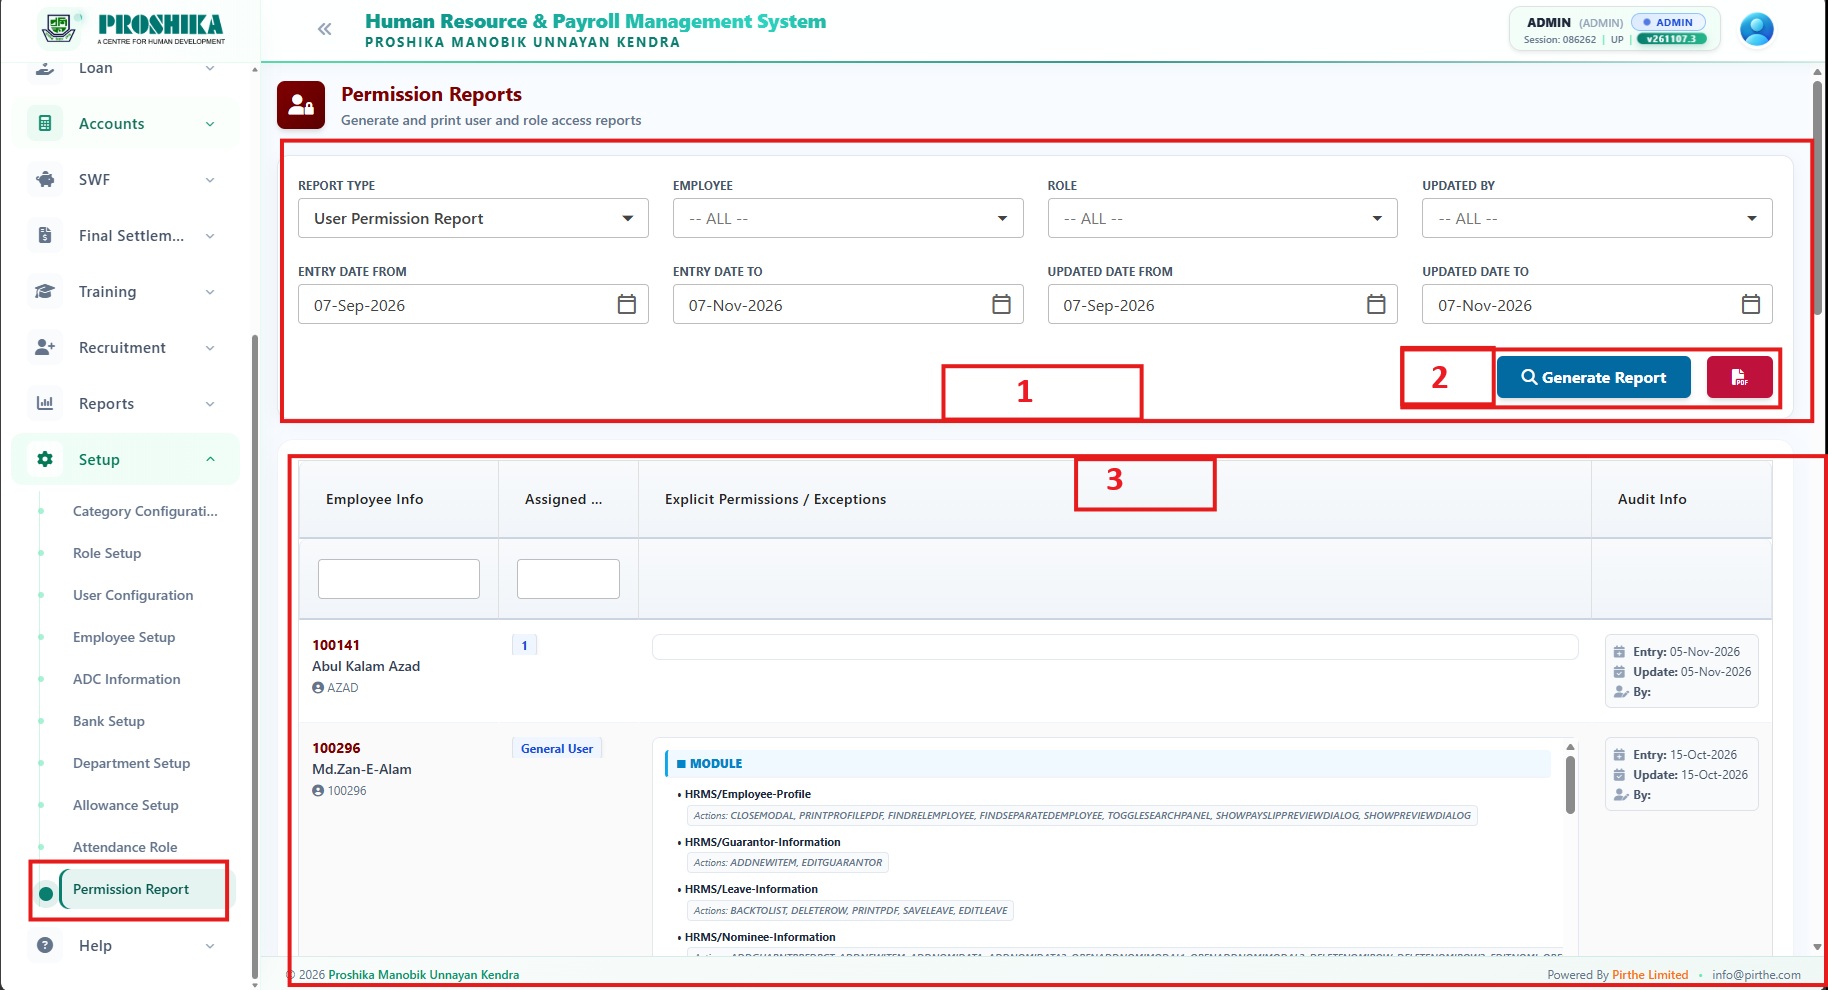 PROSHIKA
A CENTRE FOR HUMAN DEVELOPMENT
Human Resource & Payroll Management System
PROSHIKA MANOBIK UNNAYAN KENDRA
ADMIN (ADMIN) ADMIN
Session: 086262 | UP | v261107.3
Loan
Accounts
SWF
Final Settlem...
Training
Recruitment
Reports
Setup
Category Configurati...
Role Setup
User Configuration
Employee Setup
ADC Information
Bank Setup
Department Setup
Allowance Setup
Attendance Role
Permission Report
Help
Permission Reports
Generate and print user and role access reports
REPORT TYPE EMPLOYEE ROLE UPDATED BY
User Permission Report -- ALL -- -- ALL -- -- ALL --
ENTRY DATE FROM ENTRY DATE TO UPDATED DATE FROM UPDATED DATE TO
07-Sep-2026 07-Nov-2026 07-Sep-2026 07-Nov-2026
1 2 Generate Report PDF
3
Employee Info Assigned ... Explicit Permissions / Exceptions Audit Info
100141 1
Abul Kalam Azad
AZAD
Entry: 05-Nov-2026
Update: 05-Nov-2026
By:
100296 General User
Md.Zan-E-Alam
100296
MODULE
• HRMS/Employee-Profile
Actions: CLOSEMODAL, PRINTPROFILEPDF, FINDRELEMPLOYEE, FINDSEPARATEDEMPLOYEE, TOGGLESEARCHPANEL, SHOWPAYSLIPPREVIEWDIALOG, SHOWPREVIEWDIALOG
• HRMS/Guarantor-Information
Actions: ADDNEWITEM, EDITGUARANTOR
• HRMS/Leave-Information
Actions: BACKTOLIST, DELETEROW, PRINTPDF, SAVELEAVE, EDITLEAVE
• HRMS/Nominee-Information
Entry: 15-Oct-2026
Update: 15-Oct-2026
By:
© 2026 Proshika Manobik Unnayan Kendra
Powered By Pirthe Limited • info@pirthe.com